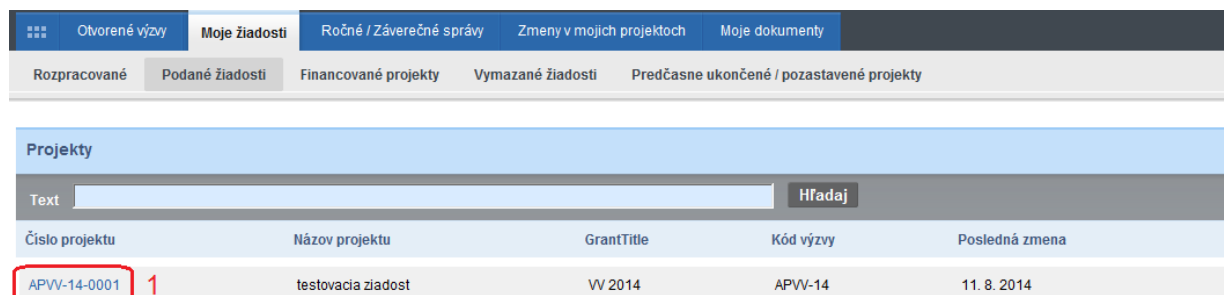 Otvorené výzvy Moje žiadosti Ročné / Záverečné správy Zmeny v mojich projektoch Moje dokumenty
Rozpracované Podané žiadosti Financované projekty Vymazané žiadosti Predčasne ukončené / pozastavené projekty
Projekty
Text Hľadaj
Číslo projektu Názov projektu GrantTitle Kód výzvy Posledná zmena
APVV-14-0001 1 testovacia ziadost VV 2014 APVV-14 11. 8. 2014